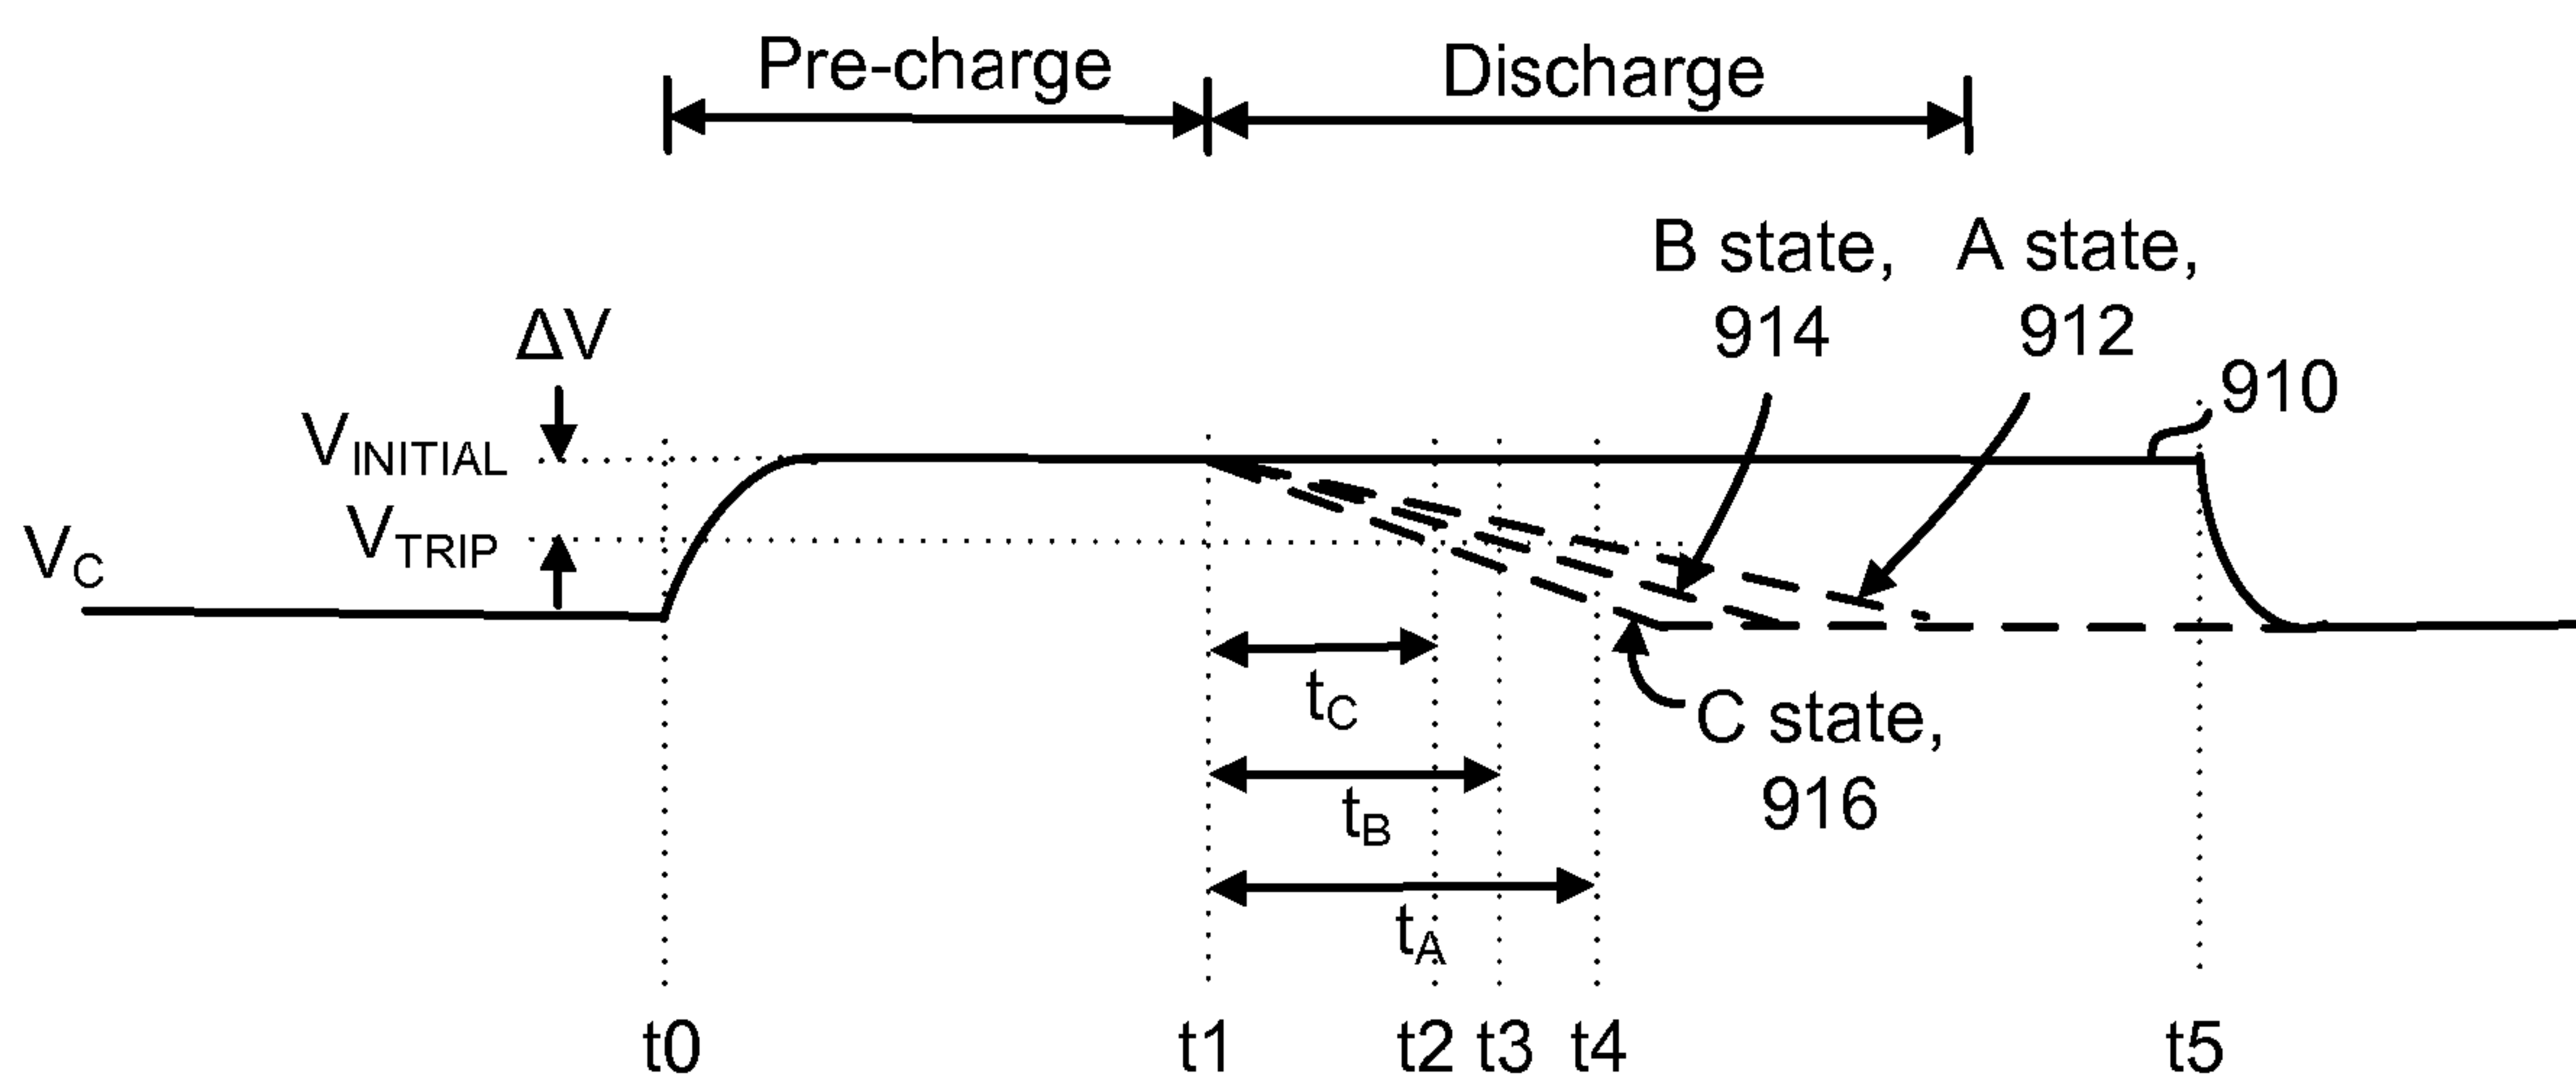 Pre-charge
Discharge
B state,
914
A state,
912
ΔV
910
VINITIAL
VTRIP
VC
tC
C state,
916
tB
tA
t0
t1
t2
t3
t4
t5